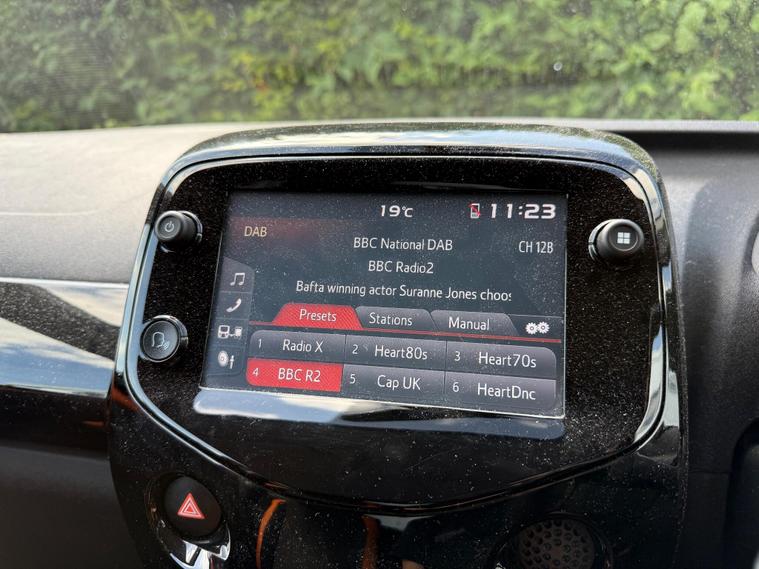 19°C 11:23
DAB
BBC National DAB CH 12B
BBC Radio2
Bafta winning actor Suranne Jones choos
Presets Stations Manual
1 Radio X 2 Heart80s 3 Heart70s
4 BBC R2 5 Cap UK 6 HeartDnc